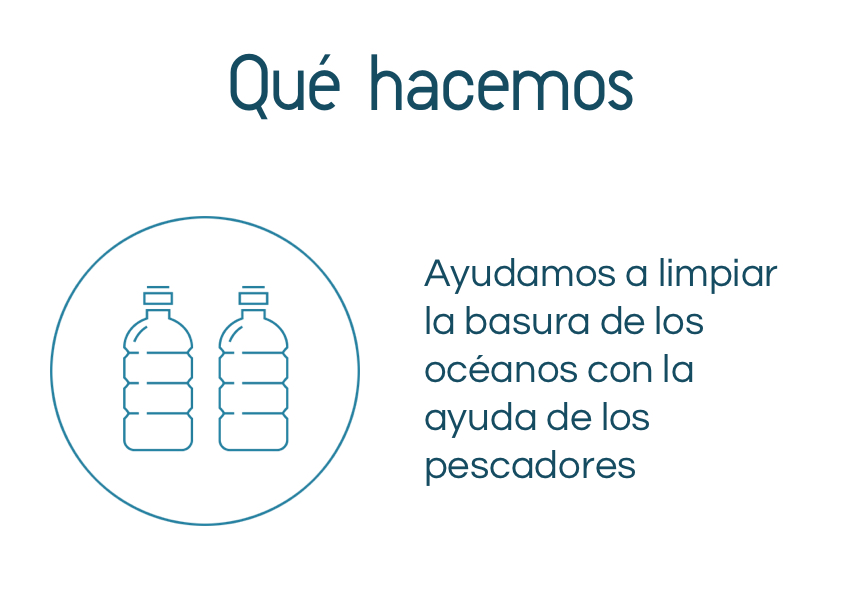 Qué hacemos
Ayudamos a limpiar
la basura de los
océanos con la
ayuda de los
pescadores